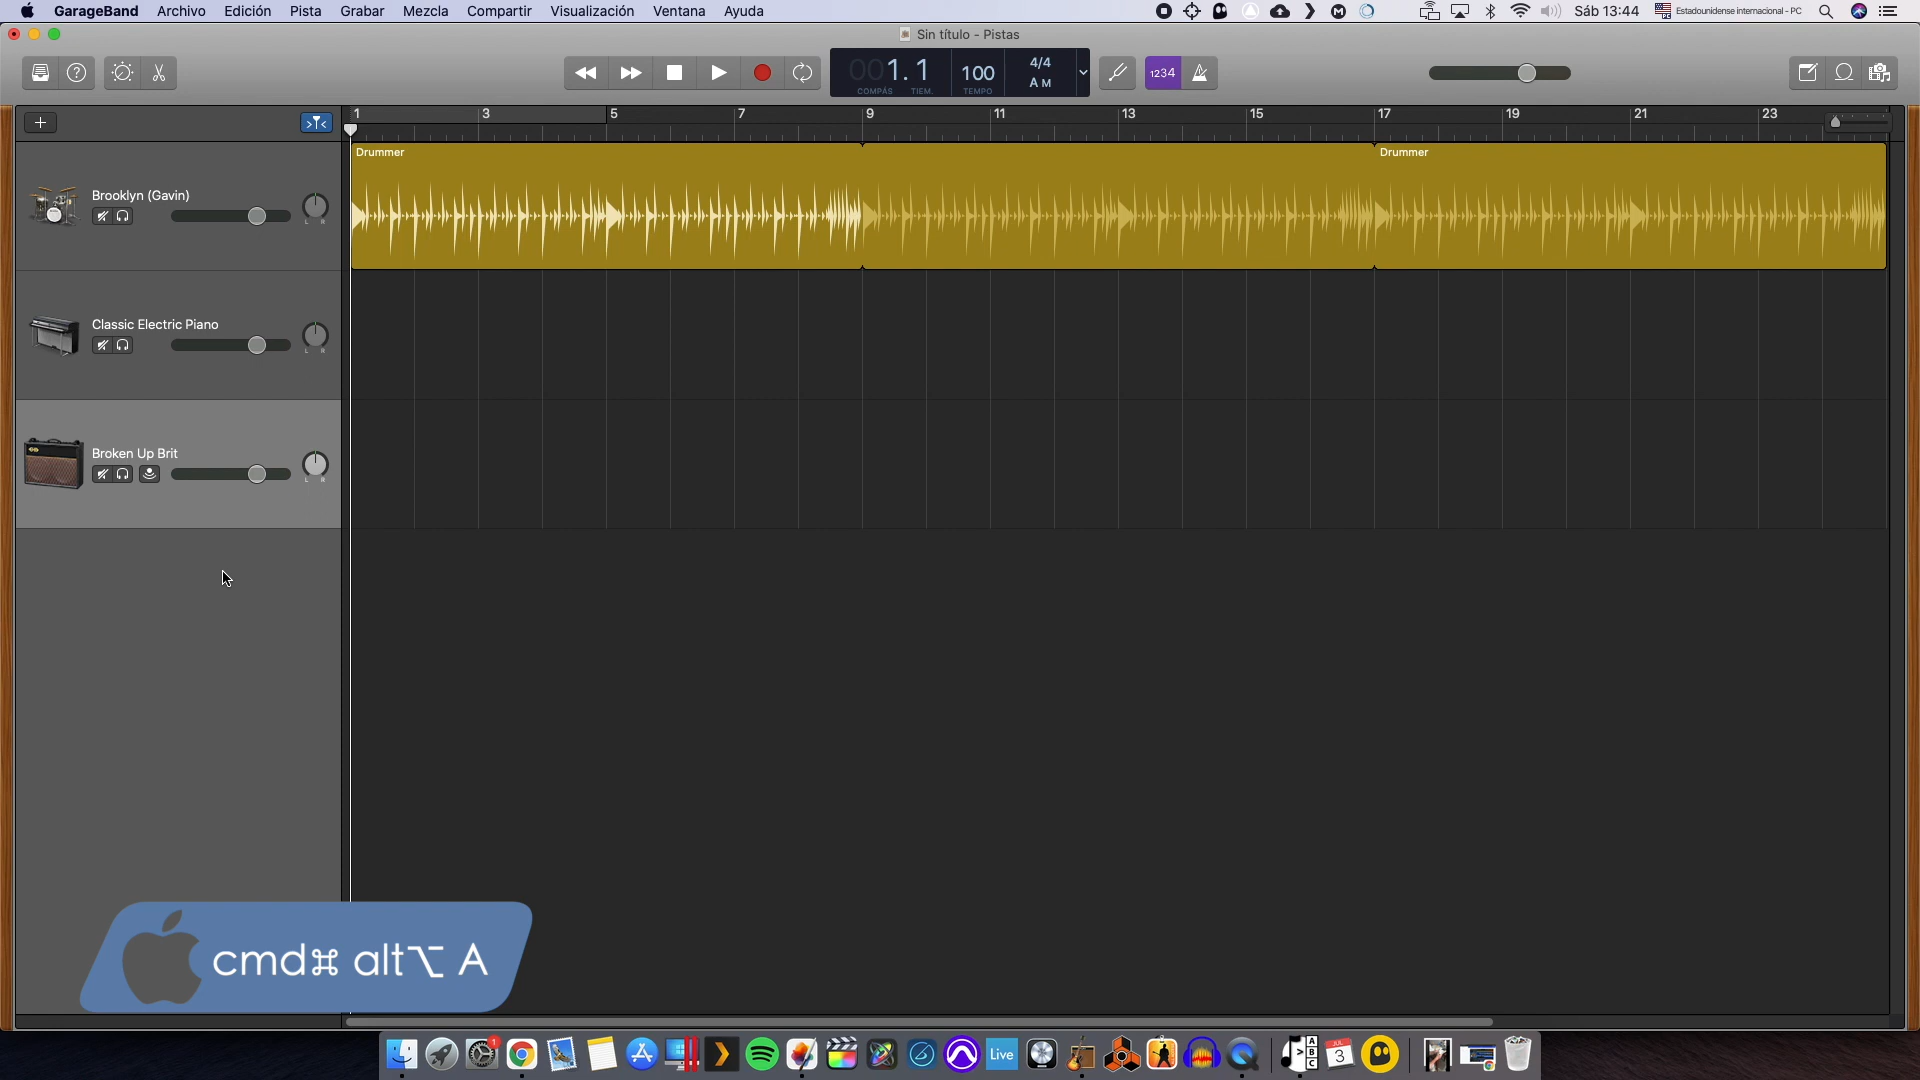 GarageBand Archivo Edición Pista Grabar Mezcla Compartir Visualización Ventana Ayuda
Sáb 13:44 Estadounidense internacional - PC
Sin título - Pistas
001. 1
COMPÁS TIEM.
100
TEMPO
4/4
A M
1234
1 3 5 7 9 11 13 15 17 19 21 23
Drummer
Drummer
Brooklyn (Gavin)
L R
Classic Electric Piano
L R
Broken Up Brit
L R
cmd⌘ alt⌥ A
1
Live
A
B
C
JUL
3